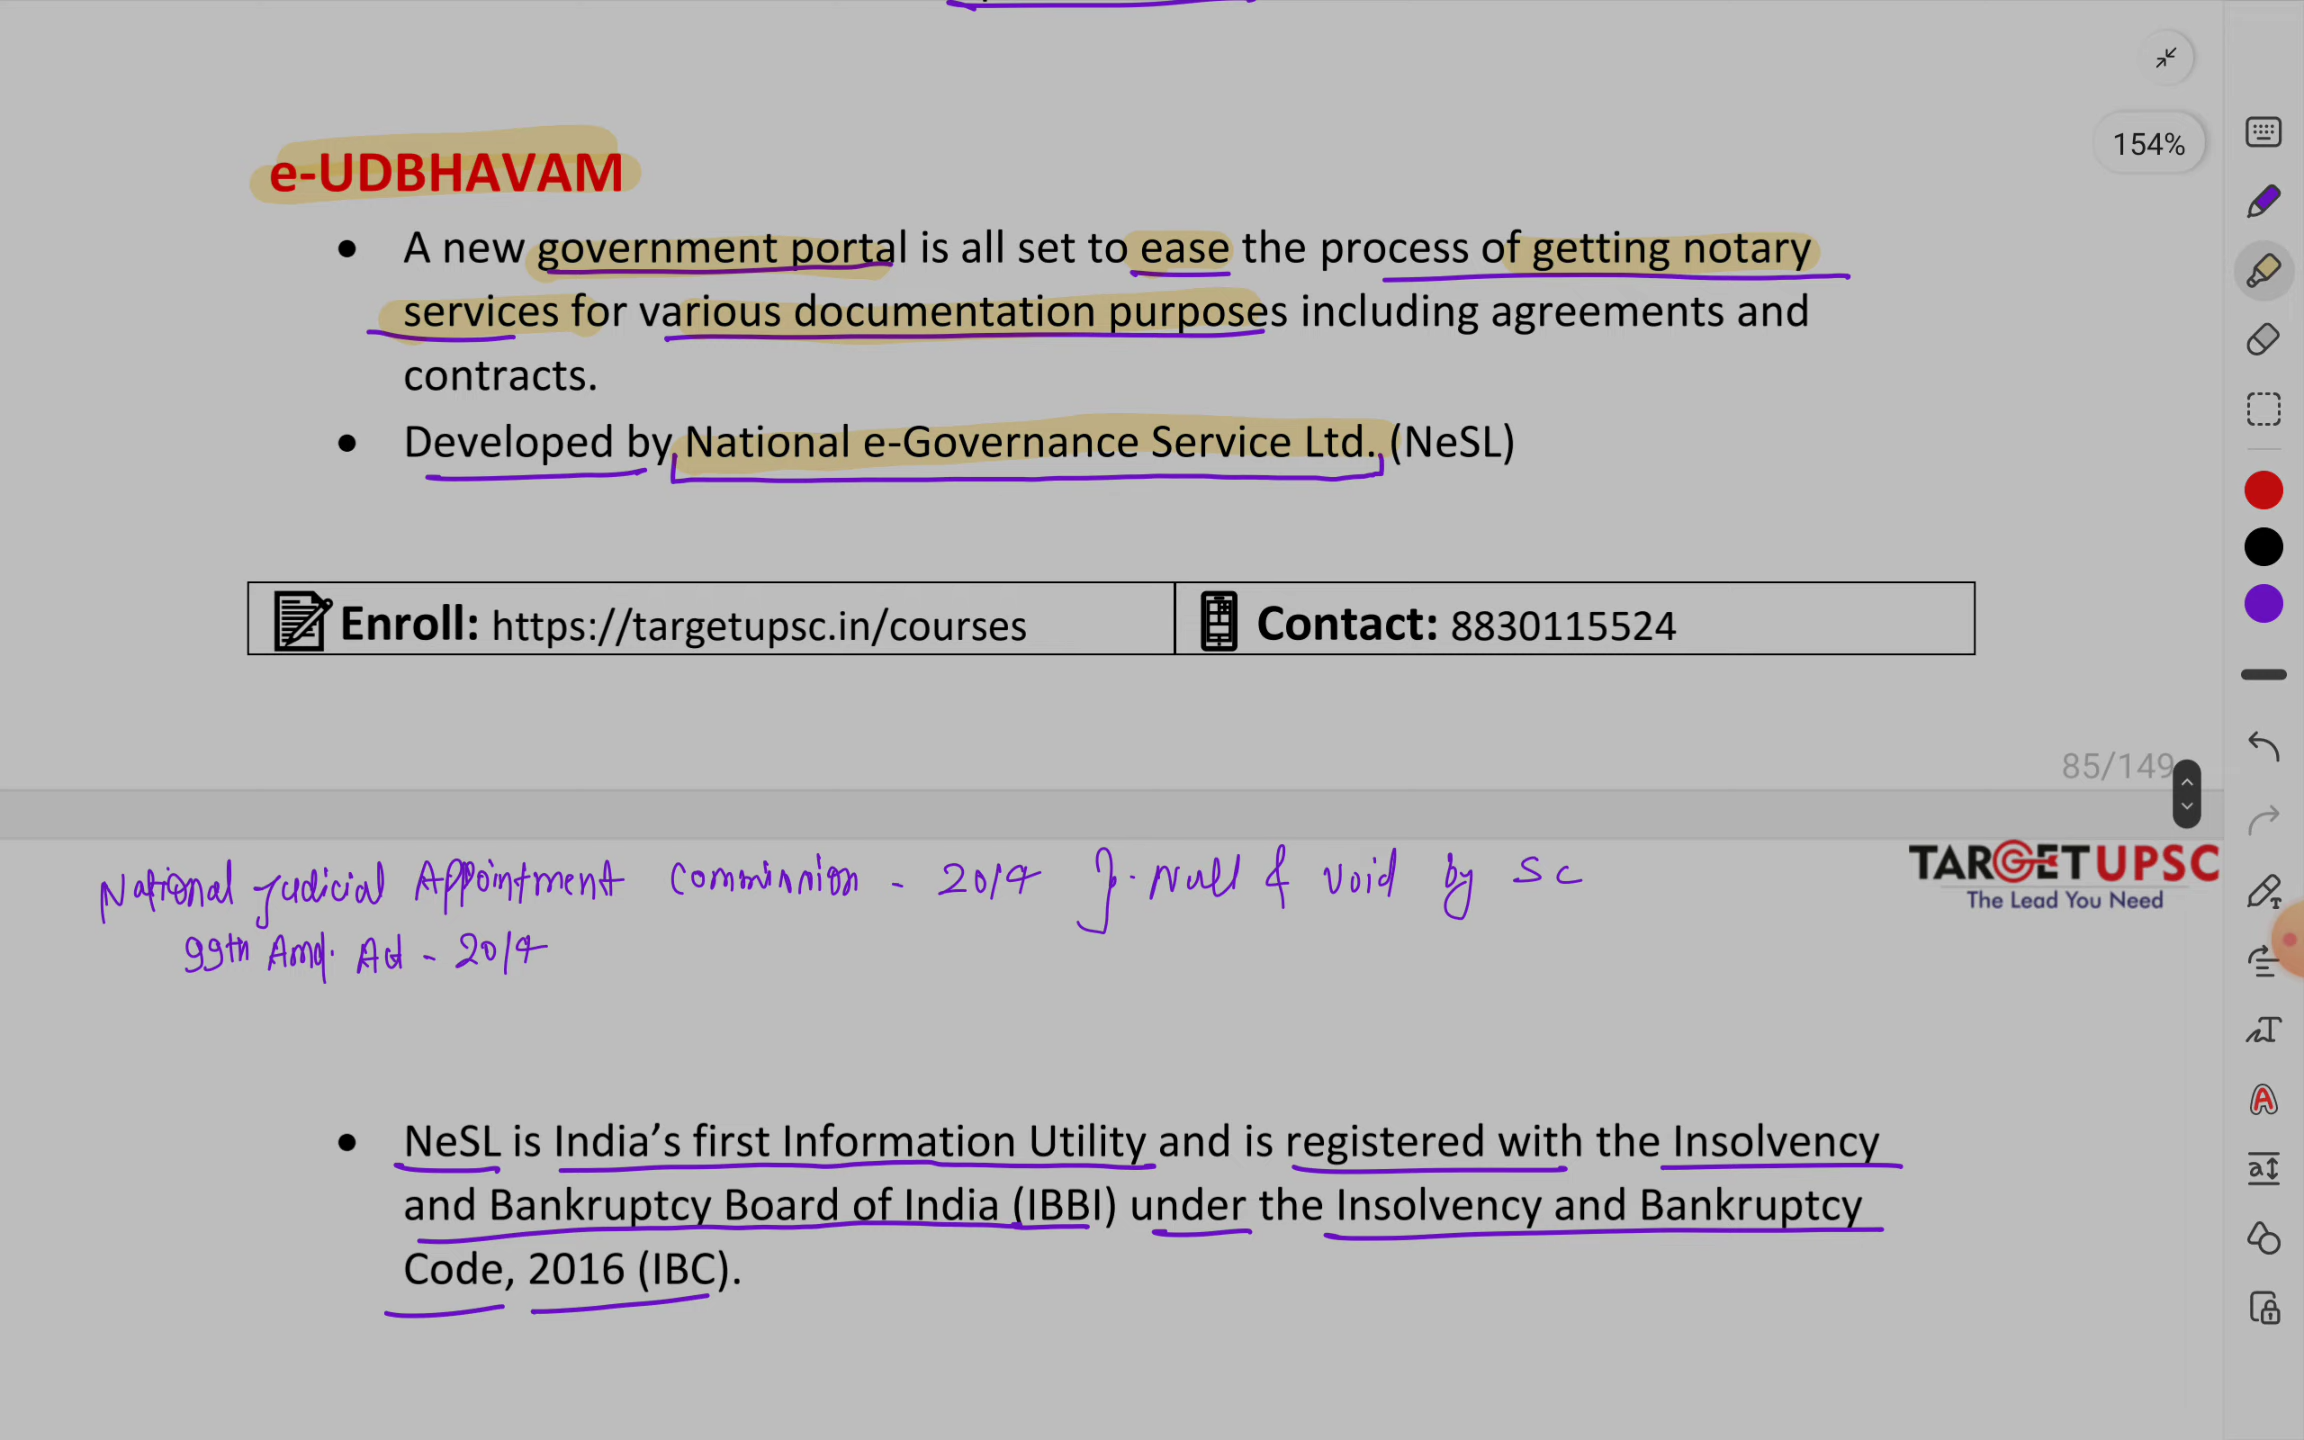 154%
e-UDBHAVAM
• A new government portal is all set to ease the process of getting notary
services for various documentation purposes including agreements and
contracts.
• Developed by National e-Governance Service Ltd. (NeSL)
Enroll: https://targetupsc.in/courses
Contact: 8830115524
85/149
TARGETUPSC
The Lead You Need
National Judicial Appointment Commission - 2014 }. Null & Void by SC
99th Amd. Act - 2014
• NeSL is India’s first Information Utility and is registered with the Insolvency
and Bankruptcy Board of India (IBBI) under the Insolvency and Bankruptcy
Code, 2016 (IBC).